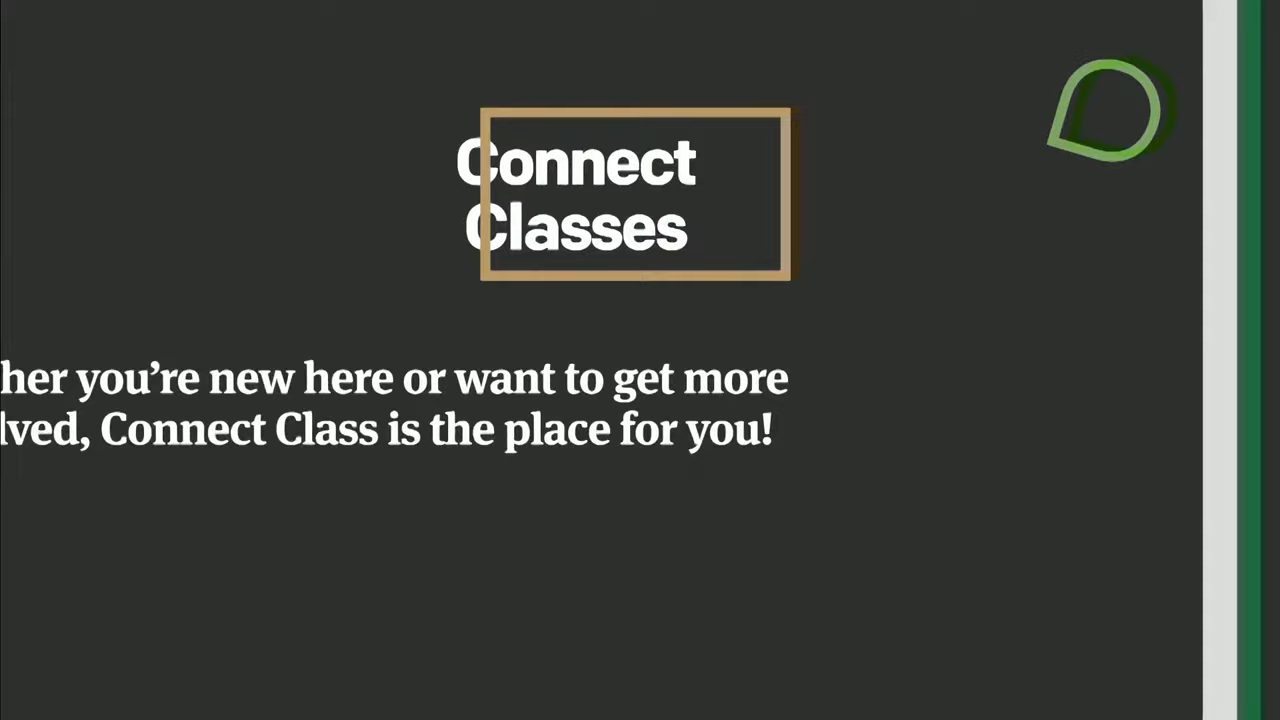 Connect
Classes
her you're new here or want to get more
lved, Connect Class is the place for you!